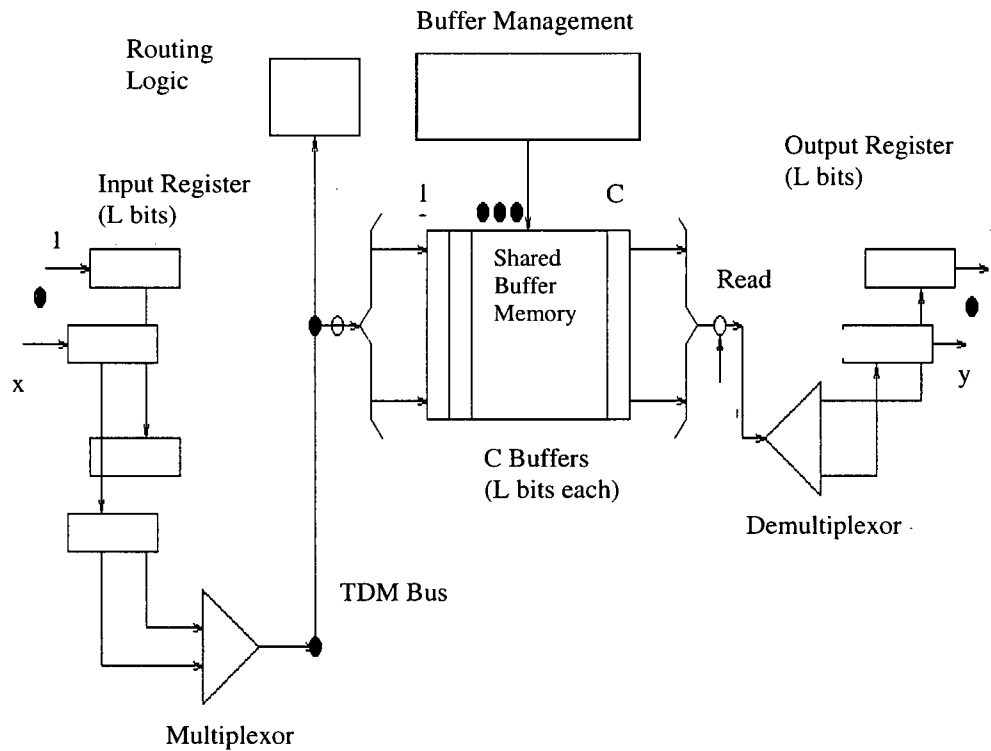 Buffer Management
Routing
Logic
Output Register
(L bits)
Input Register
(L bits)
1
C
1
Shared
Buffer
Memory
Read
x
y
C Buffers
(L bits each)
Demultiplexor
TDM Bus
Multiplexor